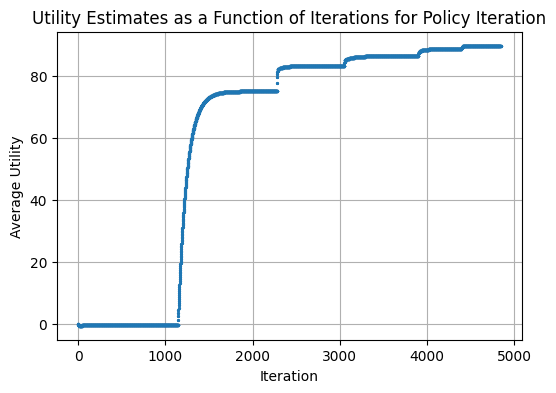 Utility Estimates as a Function of Iterations for Policy Iteration
Average Utility
80
60
40
20
0
0 1000 2000 3000 4000 5000
Iteration